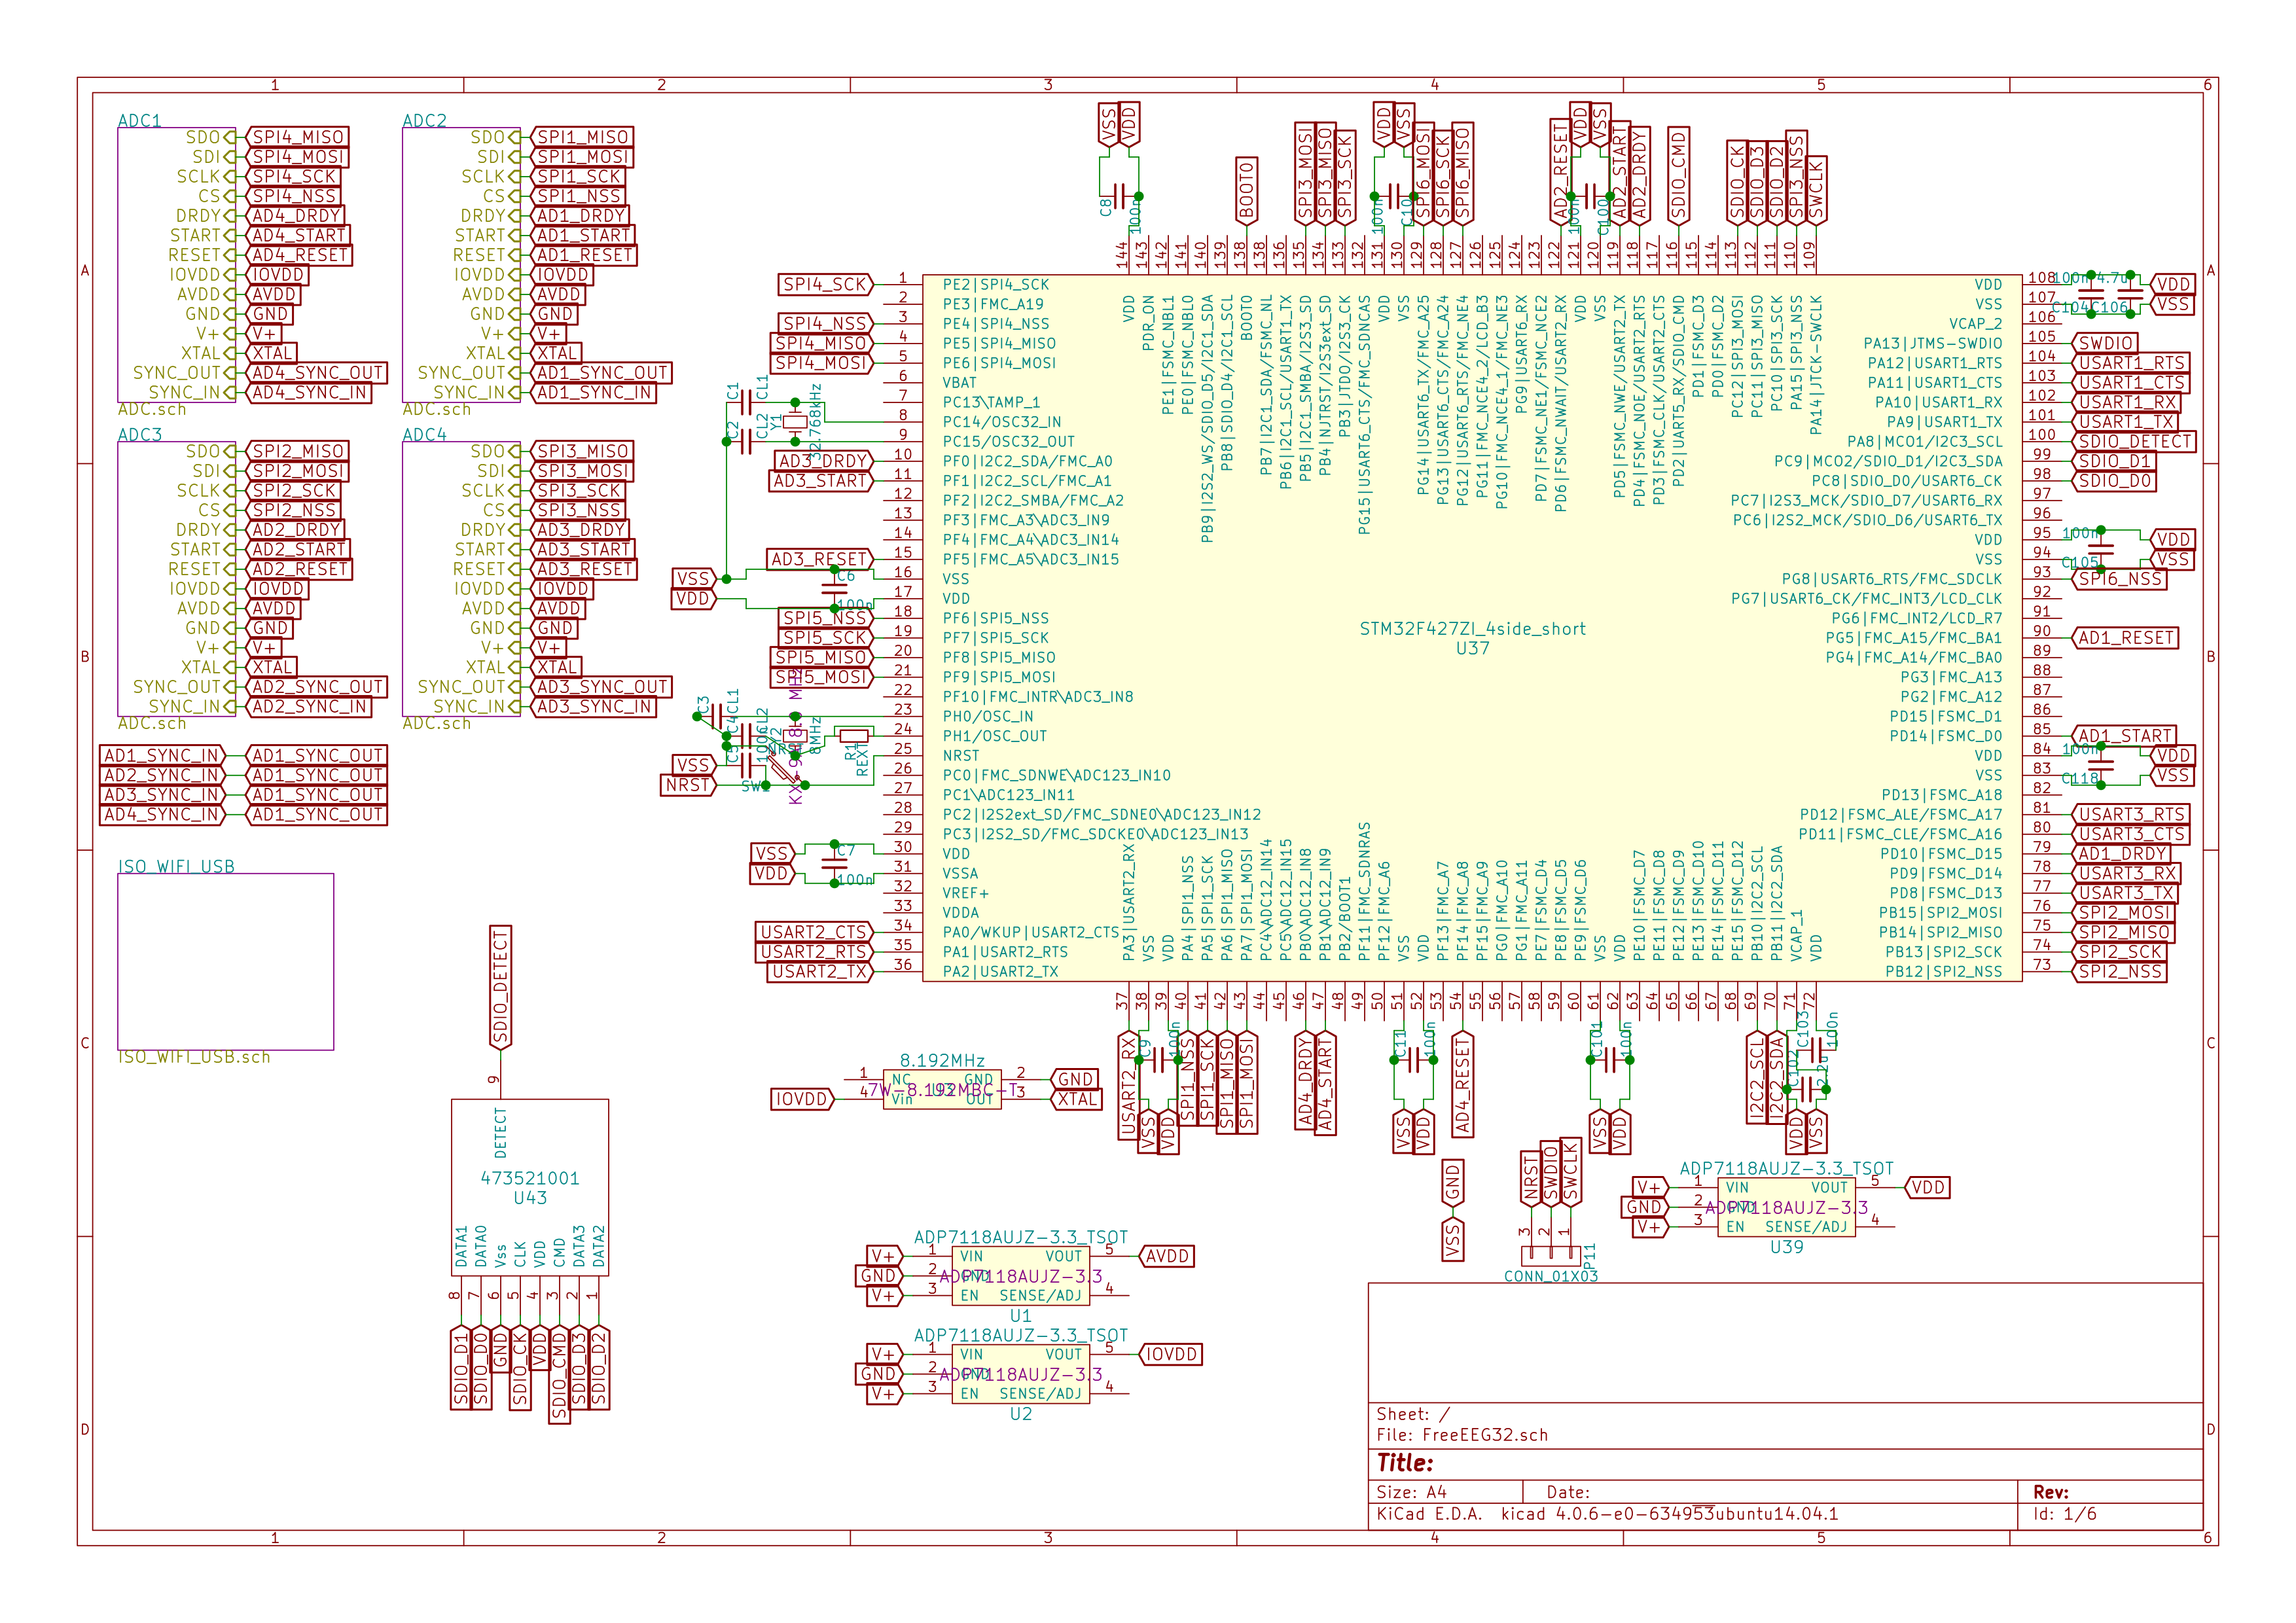 ADC1
SDO SPI4_MISO
SDI SPI4_MOSI
SCLK SPI4_SCK
CS SPI4_NSS
DRDY AD4_DRDY
START AD4_START
RESET AD4_RESET
IOVDD IOVDD
AVDD AVDD
GND GND
V+ V+
XTAL XTAL
SYNC_OUT AD4_SYNC_OUT
SYNC_IN AD4_SYNC_IN
ADC.sch
ADC2
SDO SPI1_MISO
SDI SPI1_MOSI
SCLK SPI1_SCK
CS SPI1_NSS
DRDY AD1_DRDY
START AD1_START
RESET AD1_RESET
IOVDD IOVDD
AVDD AVDD
GND GND
V+ V+
XTAL XTAL
SYNC_OUT AD1_SYNC_OUT
SYNC_IN AD1_SYNC_IN
ADC.sch
ADC3
SDO SPI2_MISO
SDI SPI2_MOSI
SCLK SPI2_SCK
CS SPI2_NSS
DRDY AD2_DRDY
START AD2_START
RESET AD2_RESET
IOVDD IOVDD
AVDD AVDD
GND GND
V+ V+
XTAL XTAL
SYNC_OUT AD2_SYNC_OUT
SYNC_IN AD2_SYNC_IN
ADC.sch
ADC4
SDO SPI3_MISO
SDI SPI3_MOSI
SCLK SPI3_SCK
CS SPI3_NSS
DRDY AD3_DRDY
START AD3_START
RESET AD3_RESET
IOVDD IOVDD
AVDD AVDD
GND GND
V+ V+
XTAL XTAL
SYNC_OUT AD3_SYNC_OUT
SYNC_IN AD3_SYNC_IN
ADC.sch
AD1_SYNC_IN AD1_SYNC_OUT
AD2_SYNC_IN AD1_SYNC_OUT
AD3_SYNC_IN AD1_SYNC_OUT
AD4_SYNC_IN AD1_SYNC_OUT
ISO_WIFI_USB
ISO_WIFI_USB.sch
SDIO_DETECT
9 DETECT
473521001
U43
DATA1 8 SDIO_D1
DATA0 7 SDIO_D0
Vss 6 GND
CLK 5 SDIO_CK
VDD 4 VDD
CMD 3 SDIO_CMD
DATA3 2 SDIO_D3
DATA2 1 SDIO_D2
STM32F427ZI_4side_short
U37
SPI4_SCK 1 PE2|SPI4_SCK
2 PE3|FMC_A19
SPI4_NSS 3 PE4|SPI4_NSS
SPI4_MISO 4 PE5|SPI4_MISO
SPI4_MOSI 5 PE6|SPI4_MOSI
6 VBAT
7 PC13\TAMP_1
8 PC14/OSC32_IN
9 PC15/OSC32_OUT
AD3_DRDY 10 PF0|I2C2_SDA/FMC_A0
AD3_START 11 PF1|I2C2_SCL/FMC_A1
12 PF2|I2C2_SMBA/FMC_A2
13 PF3|FMC_A3\ADC3_IN9
14 PF4|FMC_A4\ADC3_IN14
AD3_RESET 15 PF5|FMC_A5\ADC3_IN15
VSS 16 VSS
VDD 17 VDD
SPI5_NSS 18 PF6|SPI5_NSS
SPI5_SCK 19 PF7|SPI5_SCK
SPI5_MISO 20 PF8|SPI5_MISO
SPI5_MOSI 21 PF9|SPI5_MOSI
22 PF10|FMC_INTR\ADC3_IN8
23 PH0/OSC_IN
24 PH1/OSC_OUT
25 NRST
26 PC0|FMC_SDNWE\ADC123_IN10
27 PC1\ADC123_IN11
28 PC2|I2S2ext_SD/FMC_SDNE0\ADC123_IN12
29 PC3|I2S2_SD/FMC_SDCKE0\ADC123_IN13
VSS 30 VDD
VDD 31 VSSA
32 VREF+
33 VDDA
USART2_CTS 34 PA0/WKUP|USART2_CTS
USART2_RTS 35 PA1|USART2_RTS
USART2_TX 36 PA2|USART2_TX
C1 CL1
C2 CL2
Y1 32.768kHz
C6 100n
C3 CL1
C4 CL2
C5 100n
8MHz
R1 REXT
VSS
NRST
SW1
C7 100n
USART2_RX 37 PA3|USART2_RX
VSS 38 VSS
VDD 39 VDD
SPI1_NSS 40 PA4|SPI1_NSS
SPI1_SCK 41 PA5|SPI1_SCK
SPI1_MISO 42 PA6|SPI1_MISO
SPI1_MOSI 43 PA7|SPI1_MOSI
44 PC4\ADC12_IN14
45 PC5\ADC12_IN15
AD4_DRDY 46 PB0\ADC12_IN8
AD4_START 47 PB1\ADC12_IN9
48 PB2/BOOT1
49 PF11|FMC_SDNRAS
50 PF12|FMC_A6
VSS 51 VSS
VDD 52 VDD
53 PF13|FMC_A7
AD4_RESET 54 PF14|FMC_A8
55 PF15|FMC_A9
56 PG0|FMC_A10
57 PG1|FMC_A11
58 PE7|FSMC_D4
59 PE8|FSMC_D5
60 PE9|FSMC_D6
VSS 61 VSS
VDD 62 VDD
63 PE10|FSMC_D7
64 PE11|FSMC_D8
65 PE12|FSMC_D9
66 PE13|FSMC_D10
67 PE14|FSMC_D11
68 PE15|FSMC_D12
I2C2_SCL 69 PB10|I2C2_SCL
I2C2_SDA 70 PB11|I2C2_SDA
VDD 71 VCAP_1
VSS 72 VDD
C9 100n
C11 100n
C101 100n
C103 100n
C102 2.2u
VDD 108 VDD
VSS 107 VSS
106 VCAP_2
SWDIO 105 PA13|JTMS-SWDIO
USART1_RTS 104 PA12|USART1_RTS
USART1_CTS 103 PA11|USART1_CTS
USART1_RX 102 PA10|USART1_RX
USART1_TX 101 PA9|USART1_TX
SDIO_DETECT 100 PA8|MCO1/I2C3_SCL
SDIO_D1 99 PC9|MCO2/SDIO_D1/I2C3_SDA
SDIO_D0 98 PC8|SDIO_D0/USART6_CK
97 PC7|I2S3_MCK/SDIO_D7/USART6_RX
96 PC6|I2S2_MCK/SDIO_D6/USART6_TX
VDD 95 VDD
VSS 94 VSS
SPI6_NSS 93 PG8|USART6_RTS/FMC_SDCLK
92 PG7|USART6_CK/FMC_INT3/LCD_CLK
91 PG6|FMC_INT2/LCD_R7
AD1_RESET 90 PG5|FMC_A15/FMC_BA1
89 PG4|FMC_A14/FMC_BA0
88 PG3|FMC_A13
87 PG2|FMC_A12
86 PD15|FSMC_D1
AD1_START 85 PD14|FSMC_D0
VDD 84 VDD
VSS 83 VSS
82 PD13|FSMC_A18
USART3_RTS 81 PD12|FSMC_ALE/FSMC_A17
USART3_CTS 80 PD11|FSMC_CLE/FSMC_A16
AD1_DRDY 79 PD10|FSMC_D15
USART3_RX 78 PD9|FSMC_D14
USART3_TX 77 PD8|FSMC_D13
SPI2_MOSI 76 PB15|SPI2_MOSI
SPI2_MISO 75 PB14|SPI2_MISO
SPI2_SCK 74 PB13|SPI2_SCK
SPI2_NSS 73 PB12|SPI2_NSS
100n 4.7u
C104 C106
100n C105
100n C118
VSS VDD 144 VDD
143 PDR_ON
142 PE1|FSMC_NBL1
141 PE0|FSMC_NBL0
140 PB9|I2S2_WS/SDIO_D5/I2C1_SDA
139 PB8|SDIO_D4/I2C1_SCL
BOOT0 138 BOOT0
138 PB7|I2C1_SDA/FSMC_NL
136 PB6|I2C1_SCL/USART1_TX
SPI3_MOSI 135 PB5|I2C1_SMBA/I2S3_SD
SPI3_MISO 134 PB4|NJTRST/I2S3ext_SD
SPI3_SCK 133 PB3|JTDO/I2S3_CK
132 PG15|USART6_CTS/FMC_SDNCAS
VDD 131 VDD
VSS 130 VSS
SPI6_MOSI 129 PG14|USART6_TX/FMC_A25
SPI6_SCK 128 PG13|USART6_CTS/FMC_A24
SPI6_MISO 127 PG12|USART6_RTS/FMC_NE4
126 PG11|FMC_NCE4_2/LCD_B3
125 PG10|FMC_NCE4_1/FMC_NE3
124 PG9|USART6_RX
123 PD7|FSMC_NE1/FSMC_NCE2
AD2_RESET 122 PD6|FSMC_NWAIT/USART2_RX
VDD 121 VDD
VSS 120 VSS
AD2_START 119 PD5|FSMC_NWE/USART2_TX
AD2_DRDY 118 PD4|FSMC_NOE/USART2_RTS
117 PD3|FSMC_CLK/USART2_CTS
SDIO_CMD 116 PD2|UART5_RX/SDIO_CMD
115 PD1|FSMC_D3
114 PD0|FSMC_D2
SDIO_CK 113 PC12|SPI3_MOSI
SDIO_D3 112 PC11|SPI3_MISO
SDIO_D2 111 PC10|SPI3_SCK
SPI3_NSS 110 PA15|SPI3_NSS
SWCLK 109 PA14|JTCK-SWCLK
C8 100n
100n C10
100n C100
8.192MHz
1 NC GND 2 GND
7W-8.192MBC-T
U3
IOVDD 4 Vin OUT 3 XTAL
ADP7118AUJZ-3.3_TSOT
V+ 1 VIN VOUT 5 AVDD
GND 2 GND ADP7118AUJZ-3.3
V+ 3 EN SENSE/ADJ 4
U1
ADP7118AUJZ-3.3_TSOT
V+ 1 VIN VOUT 5 IOVDD
GND 2 GND ADP7118AUJZ-3.3
V+ 3 EN SENSE/ADJ 4
U2
GND
VSS
NRST 3
SWDIO 2
SWCLK 1
P11
CONN_01X03
ADP7118AUJZ-3.3_TSOT
V+ 1 VIN VOUT 5 VDD
GND 2 GND ADP7118AUJZ-3.3
V+ 3 EN SENSE/ADJ 4
U39
Sheet: /
File: FreeEEG32.sch
Title:
Size: A4 Date: Rev:
KiCad E.D.A. kicad 4.0.6-e0-634953ubuntu14.04.1 Id: 1/6
1 2 3 4 5 6
A B C D
1 2 3 4 5 6
A B C D